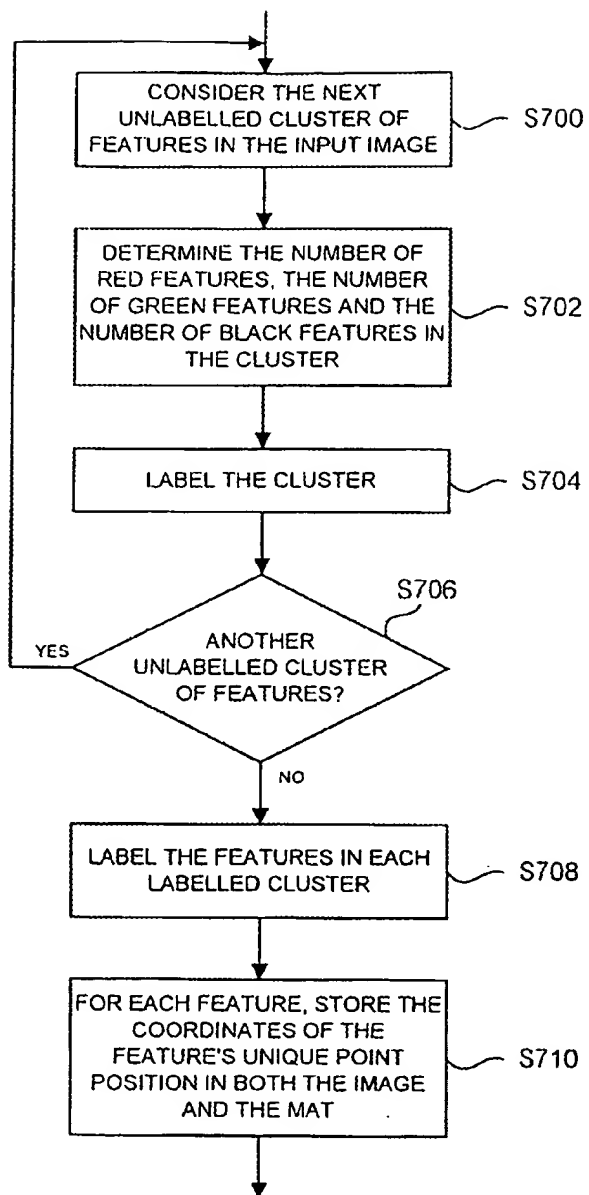 CONSIDER THE NEXT
UNLABELLED CLUSTER OF
FEATURES IN THE INPUT IMAGE
S700
DETERMINE THE NUMBER OF
RED FEATURES, THE NUMBER
OF GREEN FEATURES AND THE
NUMBER OF BLACK FEATURES IN
THE CLUSTER
S702
LABEL THE CLUSTER
S704
S706
ANOTHER
UNLABELLED CLUSTER
OF FEATURES?
YES
NO
LABEL THE FEATURES IN EACH
LABELLED CLUSTER
S708
FOR EACH FEATURE, STORE THE
COORDINATES OF THE
FEATURE'S UNIQUE POINT
POSITION IN BOTH THE IMAGE
AND THE MAT
S710